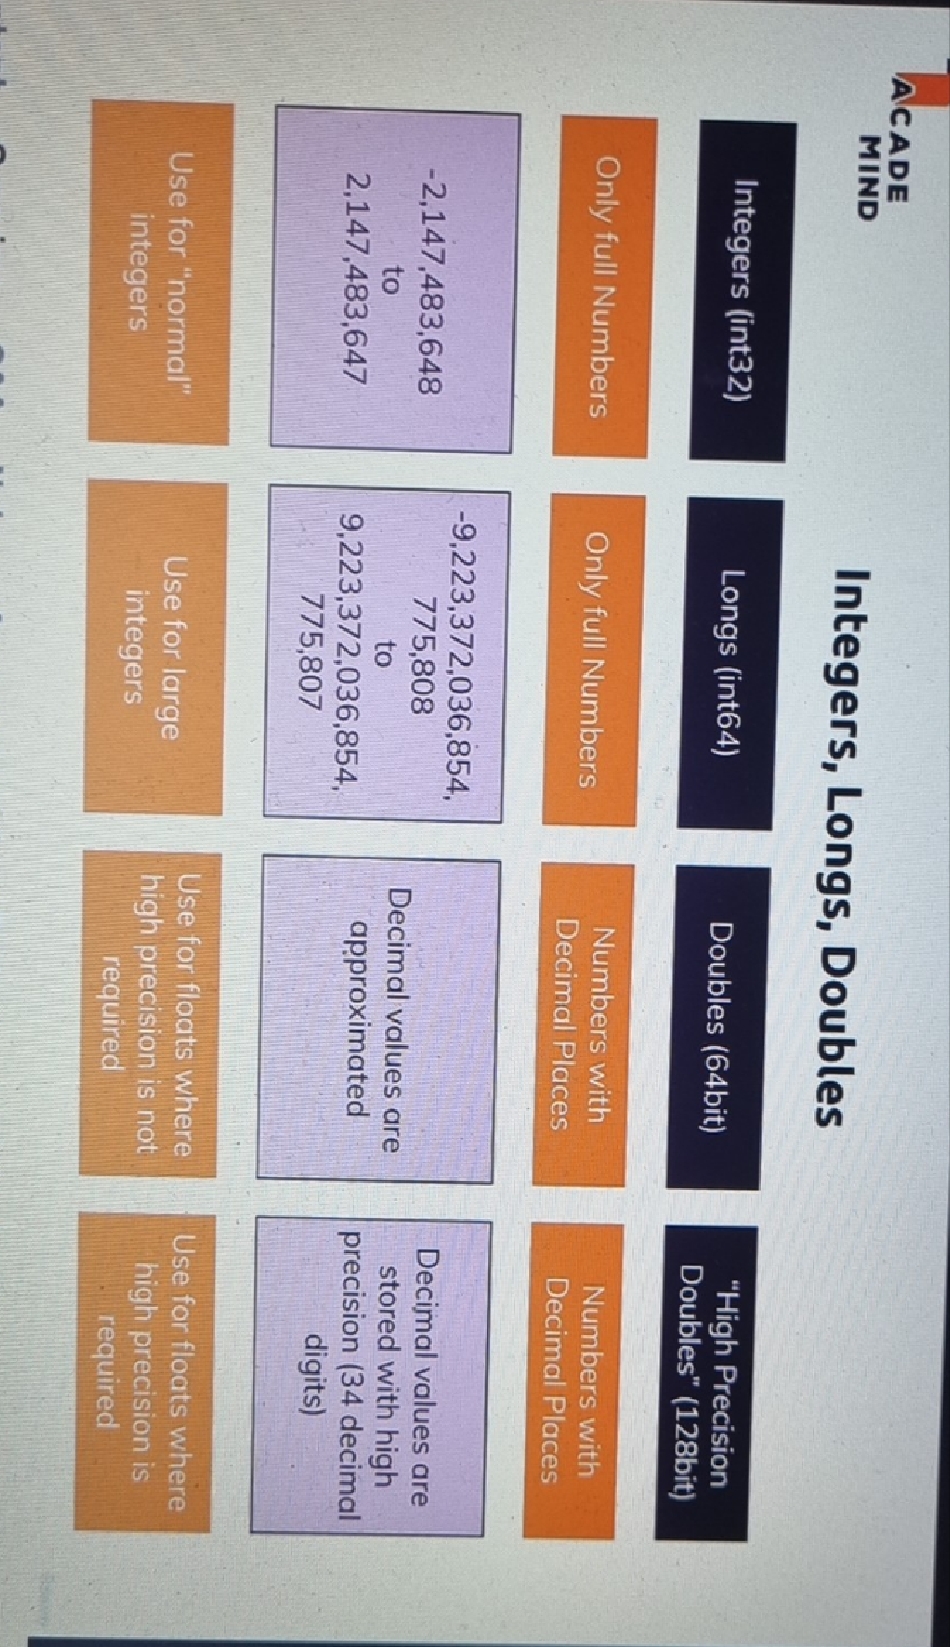 ACADE
MIND
Integers, Longs, Doubles
Integers (int32)
Longs (int64)
Doubles (64bit)
"High Precision
Doubles" (128bit)
Only full Numbers
Only full Numbers
Numbers with
Decimal Places
Numbers with
Decimal Places
-2,147,483,648
to
2,147,483,647
-9,223,372,036,854,
775,808
to
9,223,372,036,854,
775,807
Decimal values are
approximated
Decimal values are
stored with high
precision (34 decimal
digits)
Use for "normal"
integers
Use for large
integers
Use for floats where
high precision is not
required
Use for floats where
high precision is
required